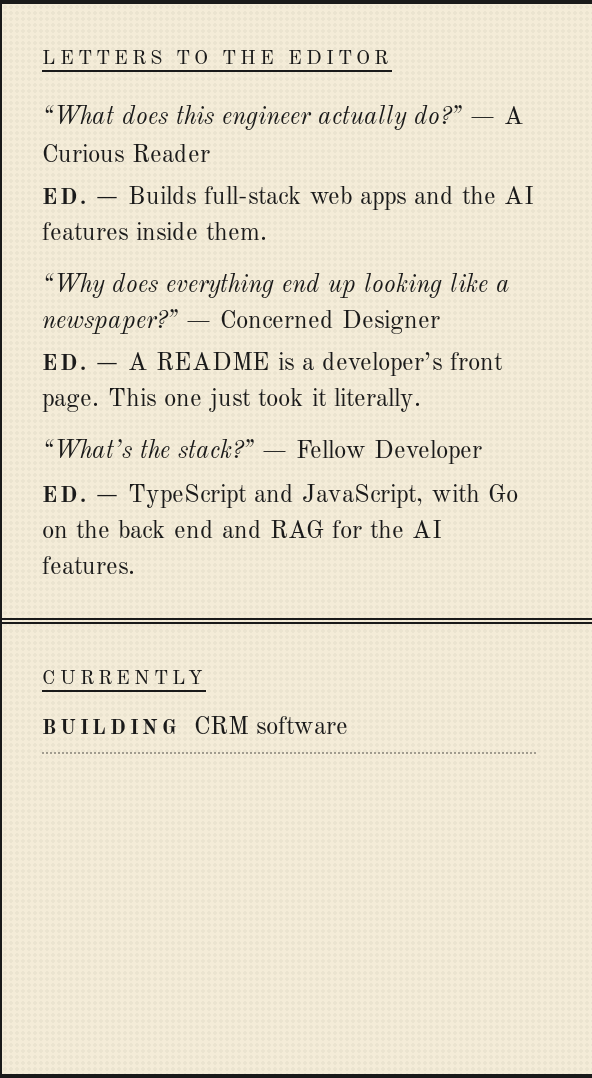 LETTERS TO THE EDITOR
“What does this engineer actually do?” — A
Curious Reader
ED. — Builds full-stack web apps and the AI
features inside them.
“Why does everything end up looking like a
newspaper?” — Concerned Designer
ED. — A README is a developer’s front
page. This one just took it literally.
“What’s the stack?” — Fellow Developer
ED. — TypeScript and JavaScript, with Go
on the back end and RAG for the AI
features.
CURRENTLY
BUILDING CRM software